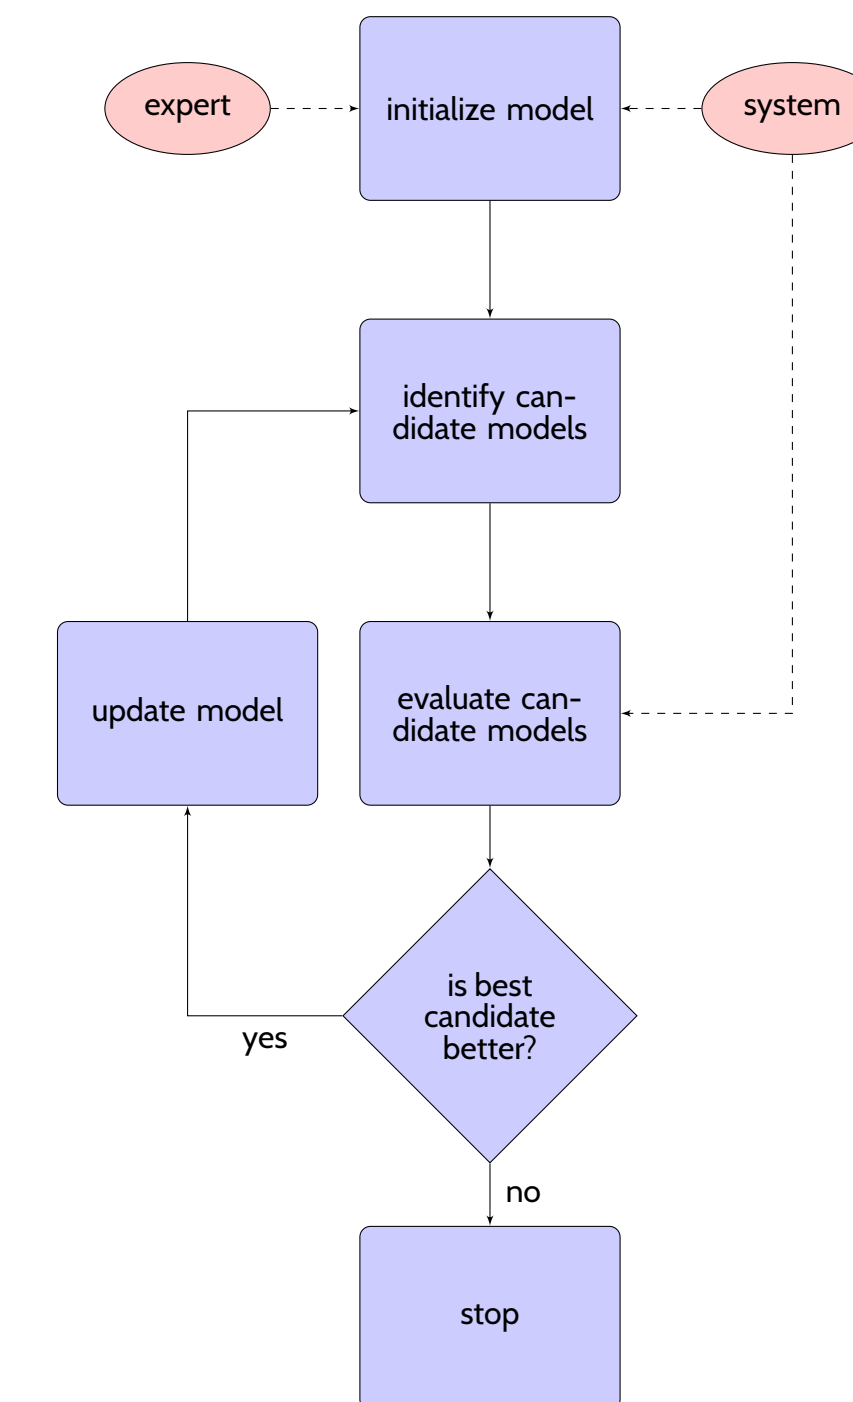 expert
initialize model
system
identify can-
didate models
update model
evaluate can-
didate models
is best
candidate
better?
yes
no
stop